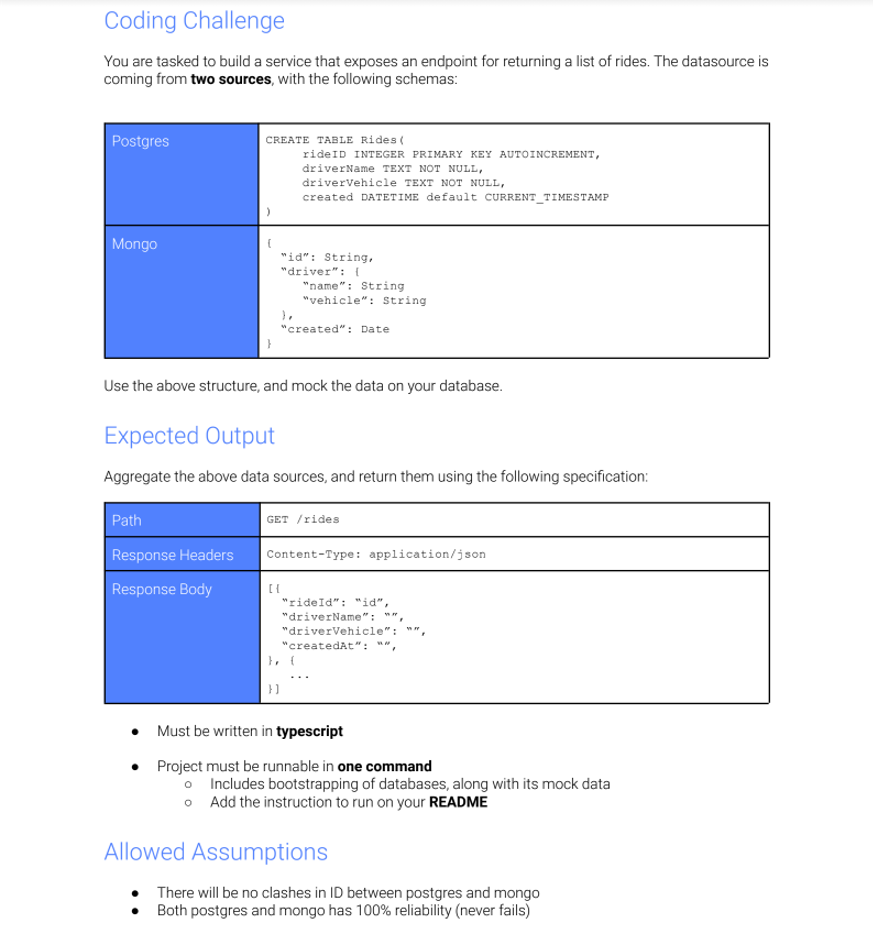 Coding Challenge
You are tasked to build a service that exposes an endpoint for returning a list of rides. The datasource is
coming from two sources, with the following schemas:
Postgres
CREATE TABLE Rides(
rideID INTEGER PRIMARY KEY AUTOINCREMENT,
driverName TEXT NOT NULL,
driverVehicle TEXT NOT NULL,
created DATETIME default CURRENT_TIMESTAMP
)
Mongo
{
“id”: String,
“driver”: {
“name”: String
“vehicle”: String
},
“created”: Date
}
Use the above structure, and mock the data on your database.
Expected Output
Aggregate the above data sources, and return them using the following specification:
Path
GET /rides
Response Headers
Content-Type: application/json
Response Body
[{
“rideId”: “id”,
“driverName”: “”,
“driverVehicle”: “”,
“createdAt”: “”,
}, {
...
}]
● Must be written in typescript
● Project must be runnable in one command
○ Includes bootstrapping of databases, along with its mock data
○ Add the instruction to run on your README
Allowed Assumptions
● There will be no clashes in ID between postgres and mongo
● Both postgres and mongo has 100% reliability (never fails)